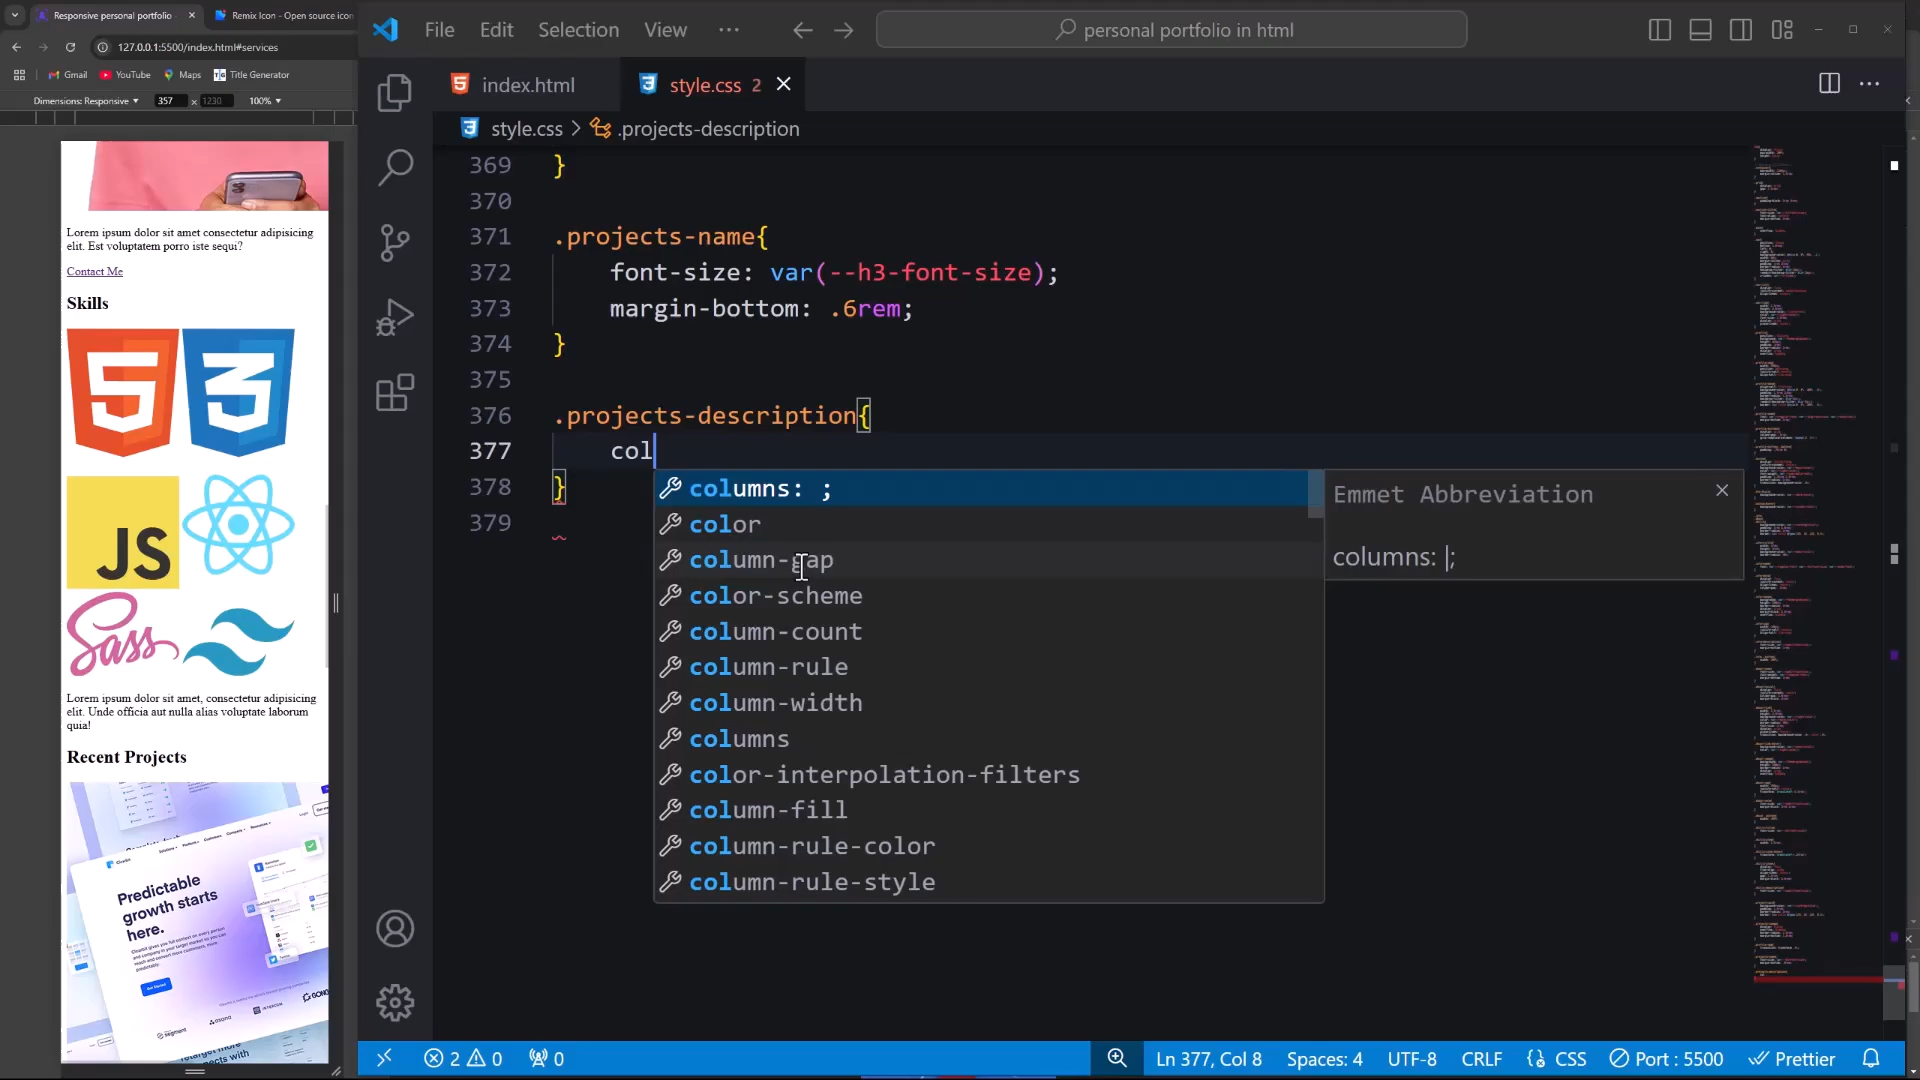 Responsive personal portfolio
Remix Icon - Open source icon
127.0.0.1:5500/index.html#services
Gmail
YouTube
Maps
Title Generator
Dimensions: Responsive
357
x
1230
100%
Lorem ipsum dolor sit amet consectetur adipisicing
elit. Est voluptatem porro iste sequi?
Contact Me
Skills
5
3
JS
Sass
Lorem ipsum dolor sit amet, consectetur adipisicing
elit. Unde officia aut nulla alias voluptate laborum
quia!
Recent Projects
Predictable
growth starts
here.
File Edit Selection View ···
personal portfolio in html
index.html
style.css 2
style.css > .projects-description
369 }
370
371 .projects-name{
372 font-size: var(--h3-font-size);
373 margin-bottom: .6rem;
374 }
375
376 .projects-description{
377 col
378 }
379
columns: ;
color
column-gap
color-scheme
column-count
column-rule
column-width
columns
color-interpolation-filters
column-fill
column-rule-color
column-rule-style
Emmet Abbreviation
columns: |;
2 0
0
Ln 377, Col 8
Spaces: 4
UTF-8
CRLF
CSS
Port : 5500
Prettier